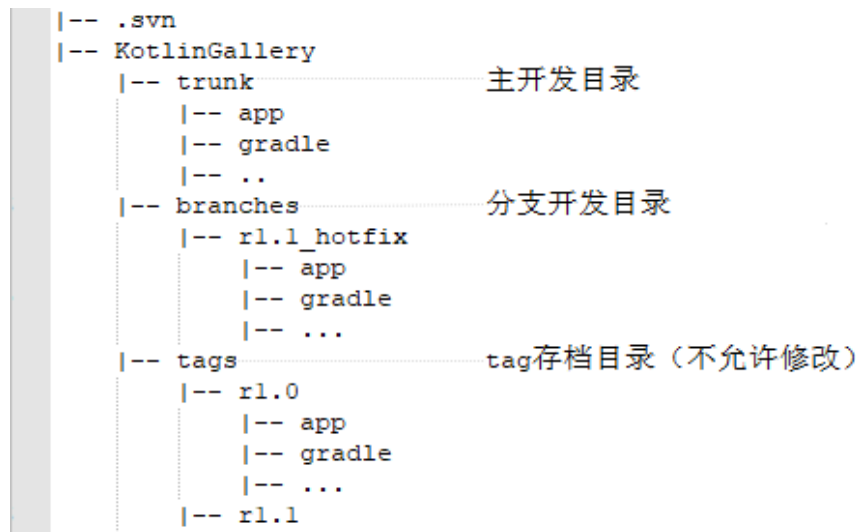 |-- .svn
|-- KotlinGallery
|-- trunk 主开发目录
|-- app
|-- gradle
|-- ..
|-- branches 分支开发目录
|-- r1.1_hotfix
|-- app
|-- gradle
|-- ...
|-- tags tag存档目录（不允许修改）
|-- r1.0
|-- app
|-- gradle
|-- ...
|-- r1.1